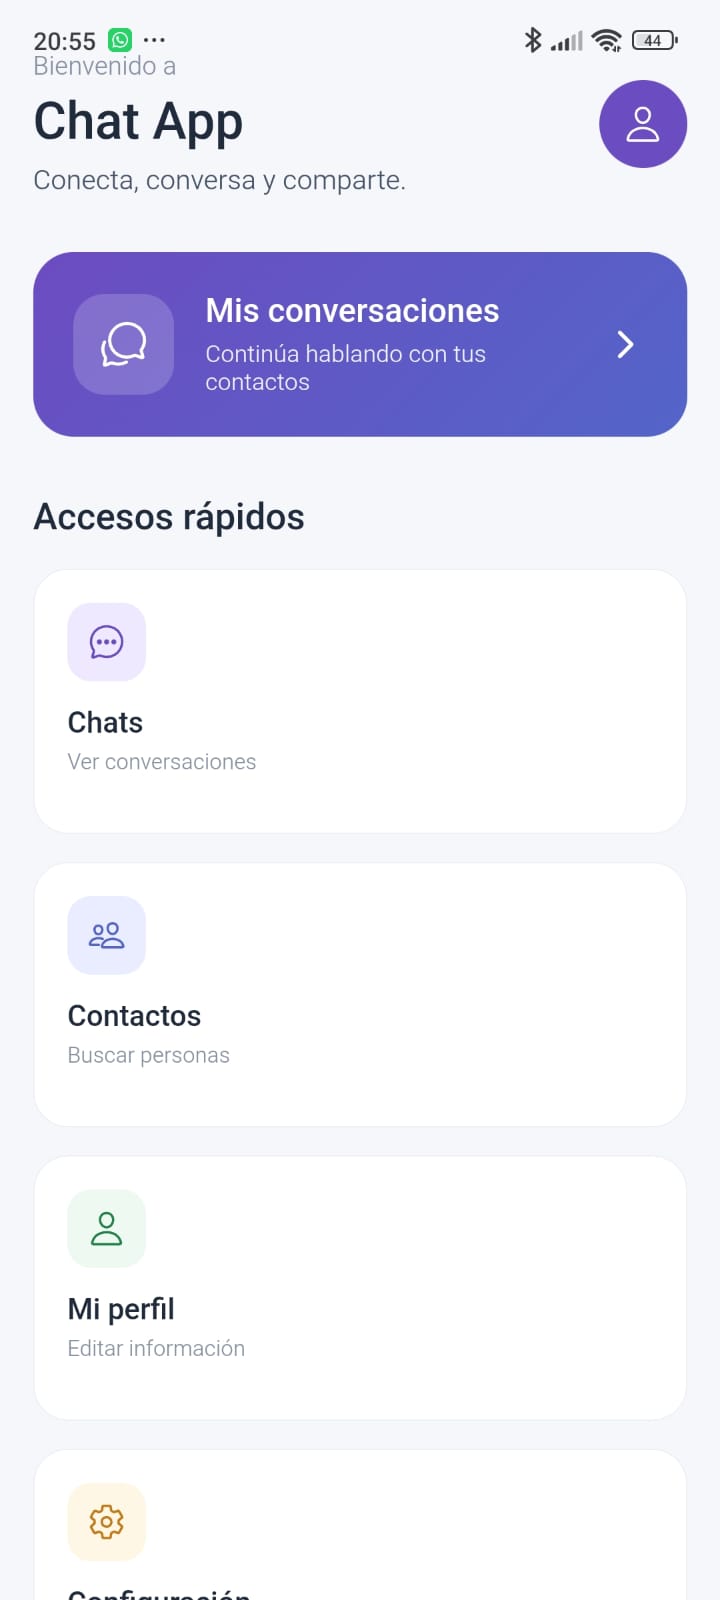 20:55
44
Bienvenido a
Chat App
Conecta, conversa y comparte.
Mis conversaciones
Continúa hablando con tus
contactos
Accesos rápidos
Chats
Ver conversaciones
Contactos
Buscar personas
Mi perfil
Editar información
Configuración